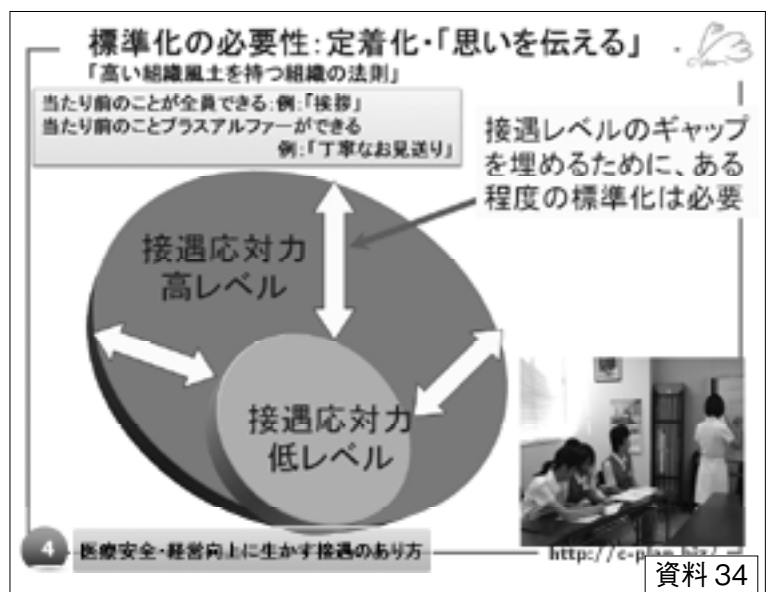 標準化の必要性:定着化・「思いを伝える」
「高い組織風土を持つ組織の法則」
当たり前のことが全員できる:例:「挨拶」
当たり前のことプラスアルファーができる
例:「丁寧なお見送り」
接遇レベルのギャップ
を埋めるために、ある
程度の標準化は必要
接遇応対力
高レベル
接遇応対力
低レベル
4
医療安全・経営向上に生かす接遇のあり方
http://c-plan.biz/
資料 34